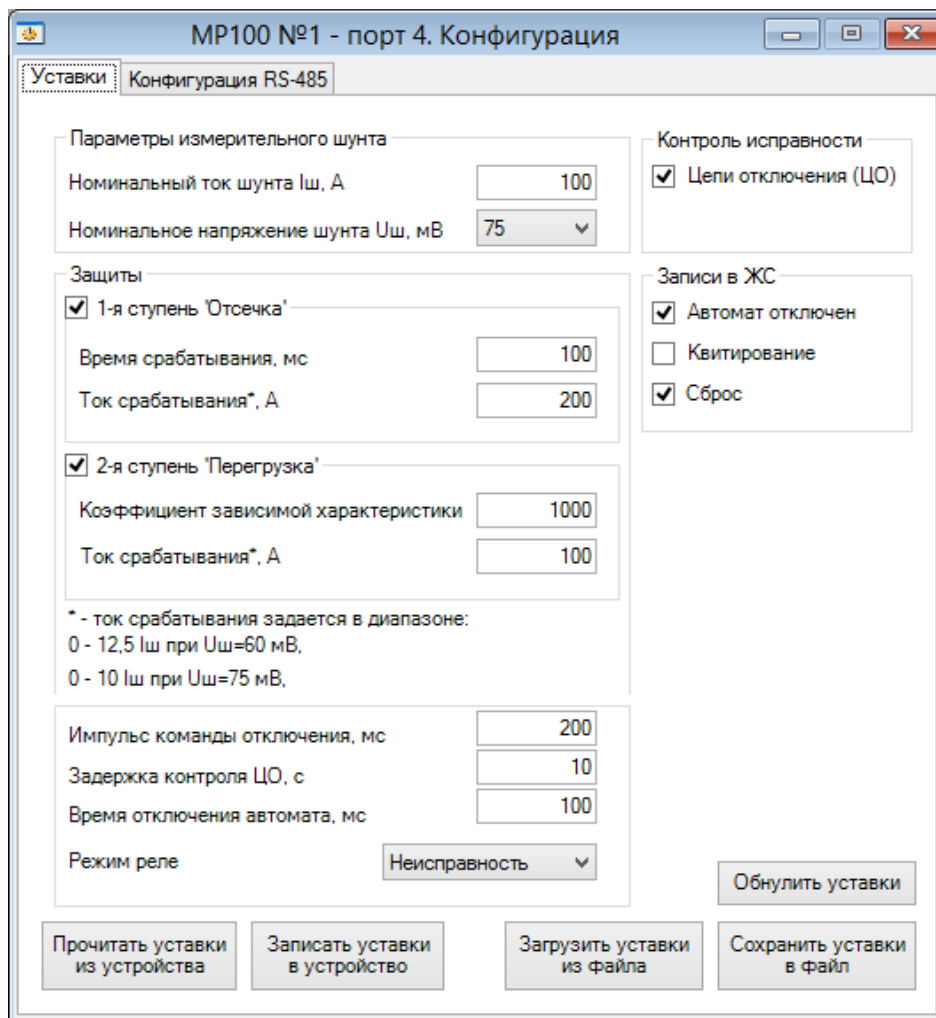 МР100 №1 - порт 4. Конфигурация
Уставки
Конфигурация RS-485
Параметры измерительного шунта
Номинальный ток шунта Iш, А
100
Номинальное напряжение шунта Uш, мВ
75
Контроль исправности
Цепи отключения (ЦО)
Защиты
1-я ступень 'Отсечка'
Время срабатывания, мс
100
Ток срабатывания*, А
200
2-я ступень 'Перегрузка'
Коэффициент зависимой характеристики
1000
Ток срабатывания*, А
100
* - ток срабатывания задается в диапазоне:
0 - 12,5 Iш при Uш=60 мВ,
0 - 10 Iш при Uш=75 мВ,
Записи в ЖС
Автомат отключен
Квитирование
Сброс
Импульс команды отключения, мс
200
Задержка контроля ЦО, с
10
Время отключения автомата, мс
100
Режим реле
Неисправность
Обнулить уставки
Прочитать уставки
из устройства
Записать уставки
в устройство
Загрузить уставки
из файла
Сохранить уставки
в файл